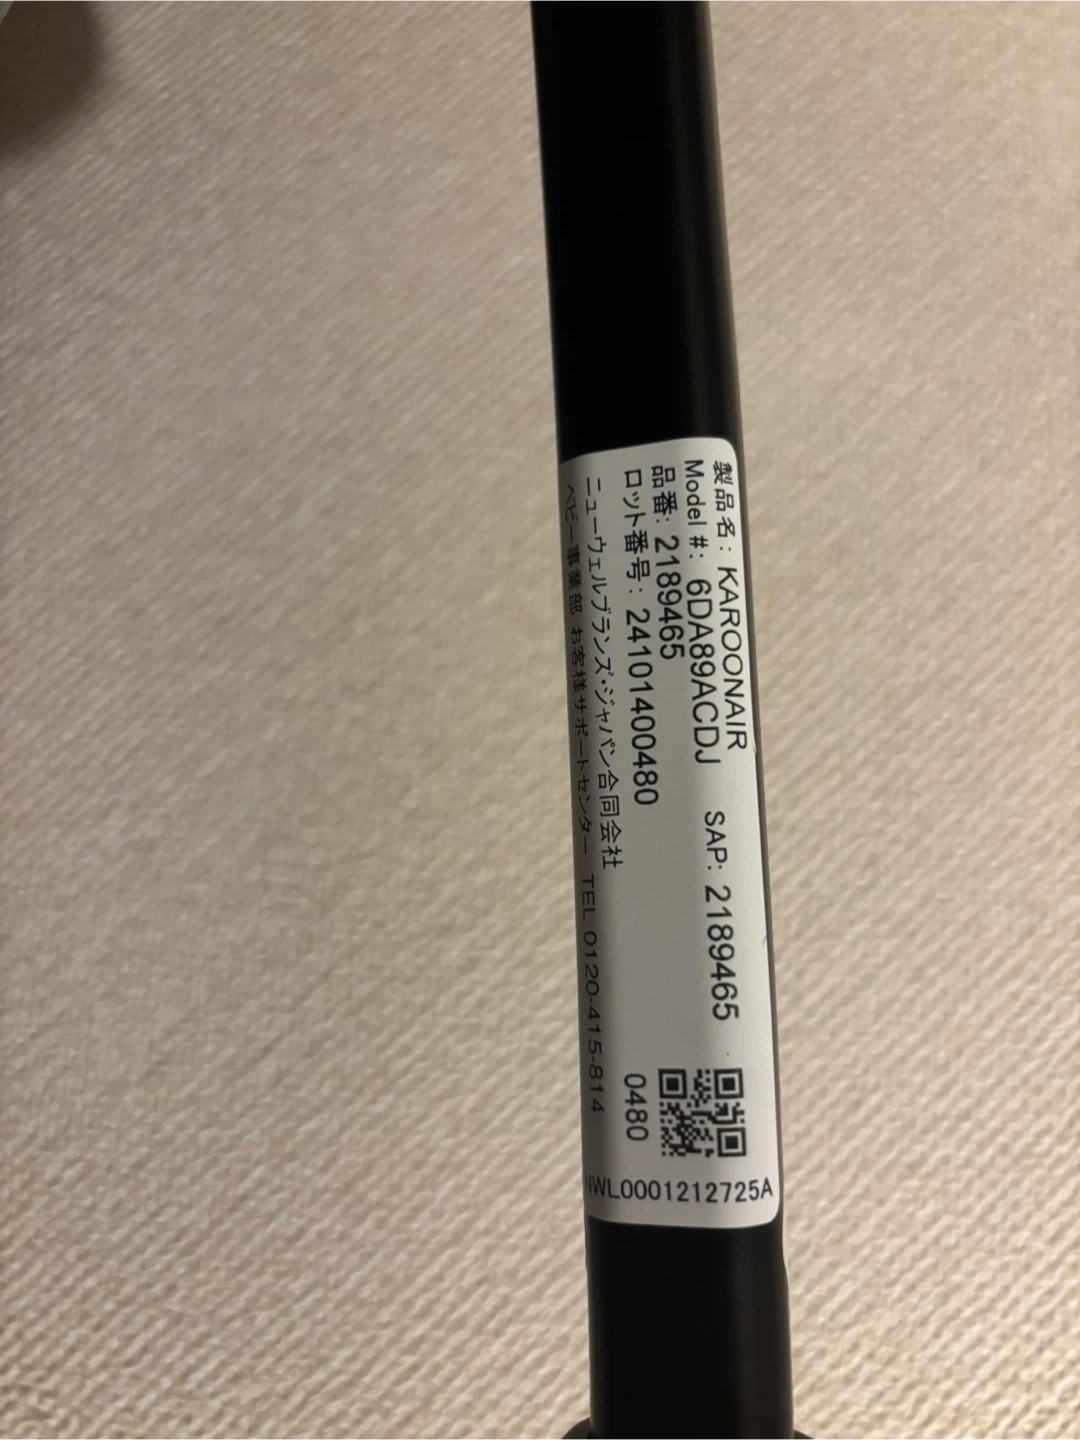 製品名: KAROONAIR
Model #: 6DA89ACDJ SAP: 2189465
品番: 2189465
ロット番号: 24101400480
ニューウェルブランズ・ジャパン合同会社
ベビー事業部 お客様サポートセンター TEL 0120-415-814
0480
NWL0001212725A